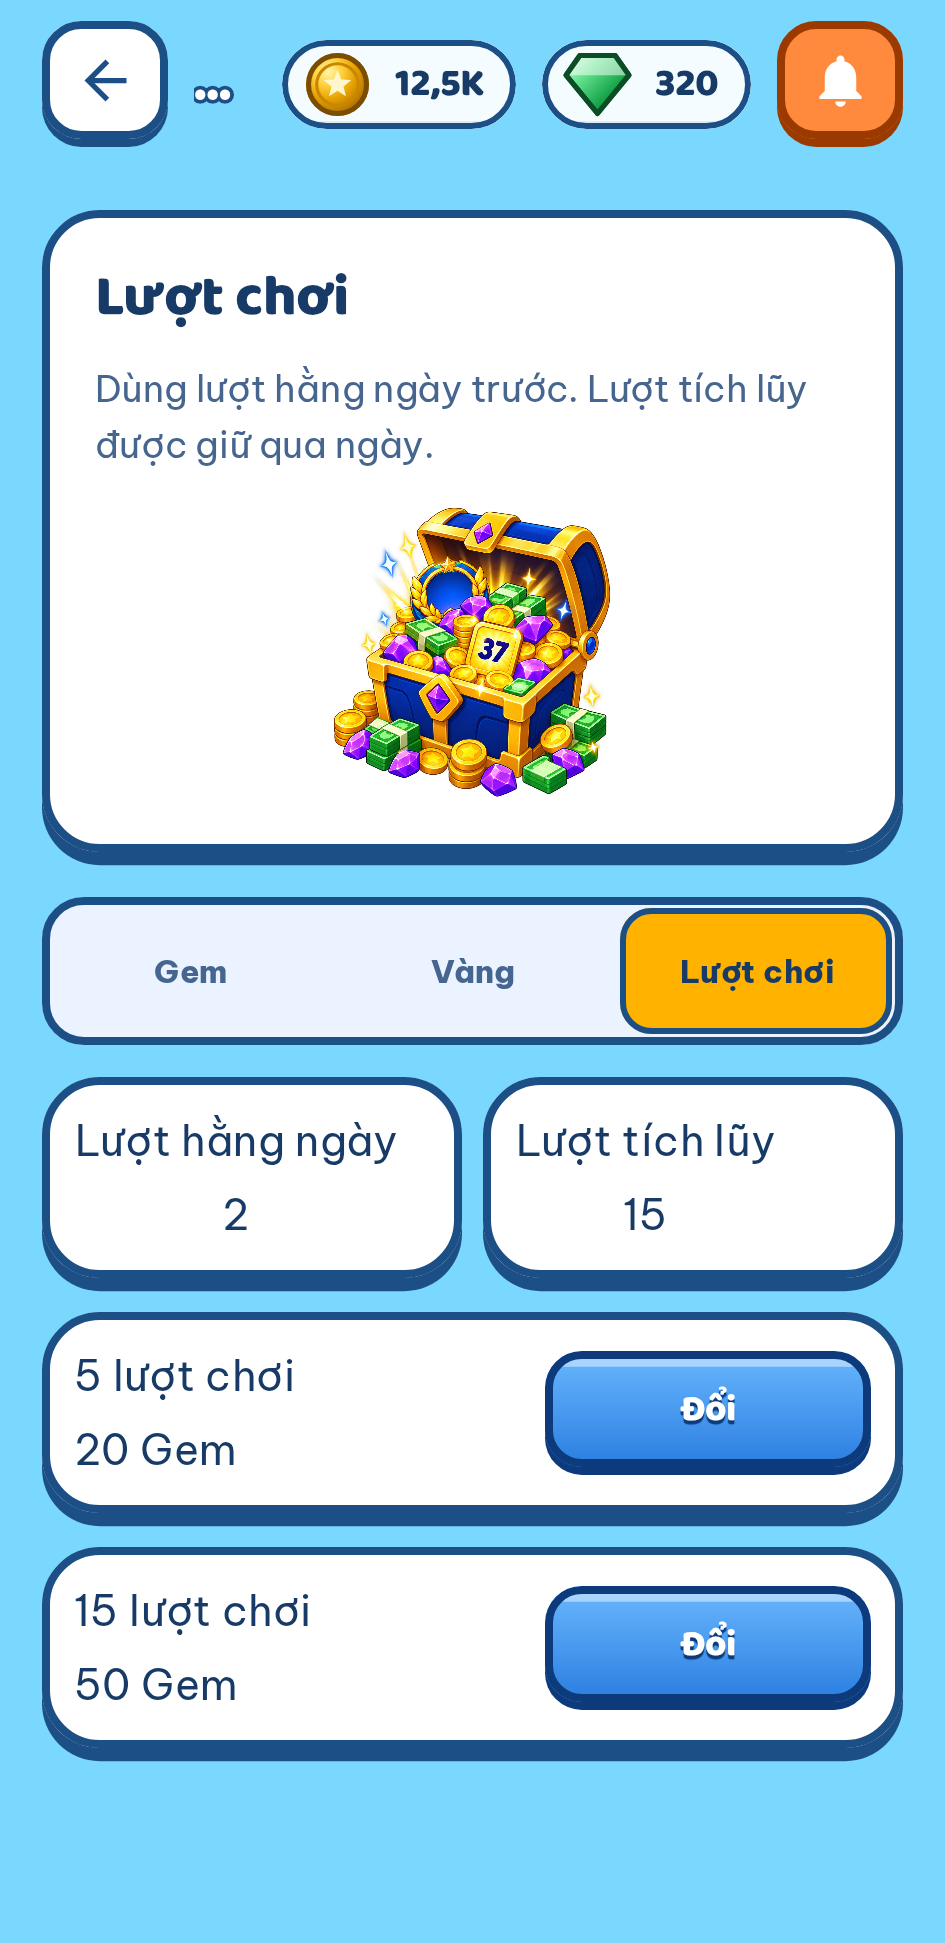 ...
12,5K
320
Lượt chơi
Dùng lượt hằng ngày trước. Lượt tích lũy
được giữ qua ngày.
37
Gem
Vàng
Lượt chơi
Lượt hằng ngày
2
Lượt tích lũy
15
5 lượt chơi
20 Gem
Đổi
15 lượt chơi
50 Gem
Đổi